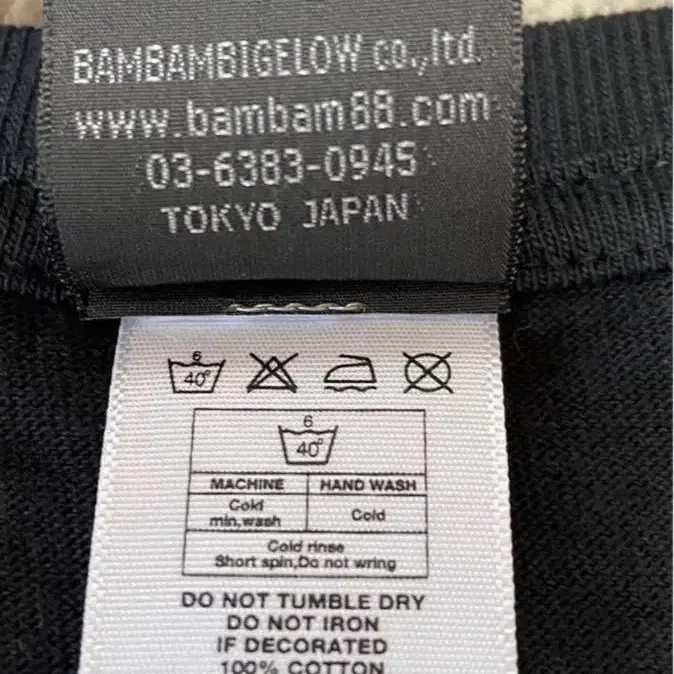 BAMBAMBIGELOW co.,ltd.
www.bambam88.com
03-6383-0945
TOKYO JAPAN
6
40°
6
40°
MACHINE HAND WASH
Cold
min,wash
Cold
Cold rinse
Short spin,Do not wring
DO NOT TUMBLE DRY
DO NOT IRON
IF DECORATED
100% COTTON